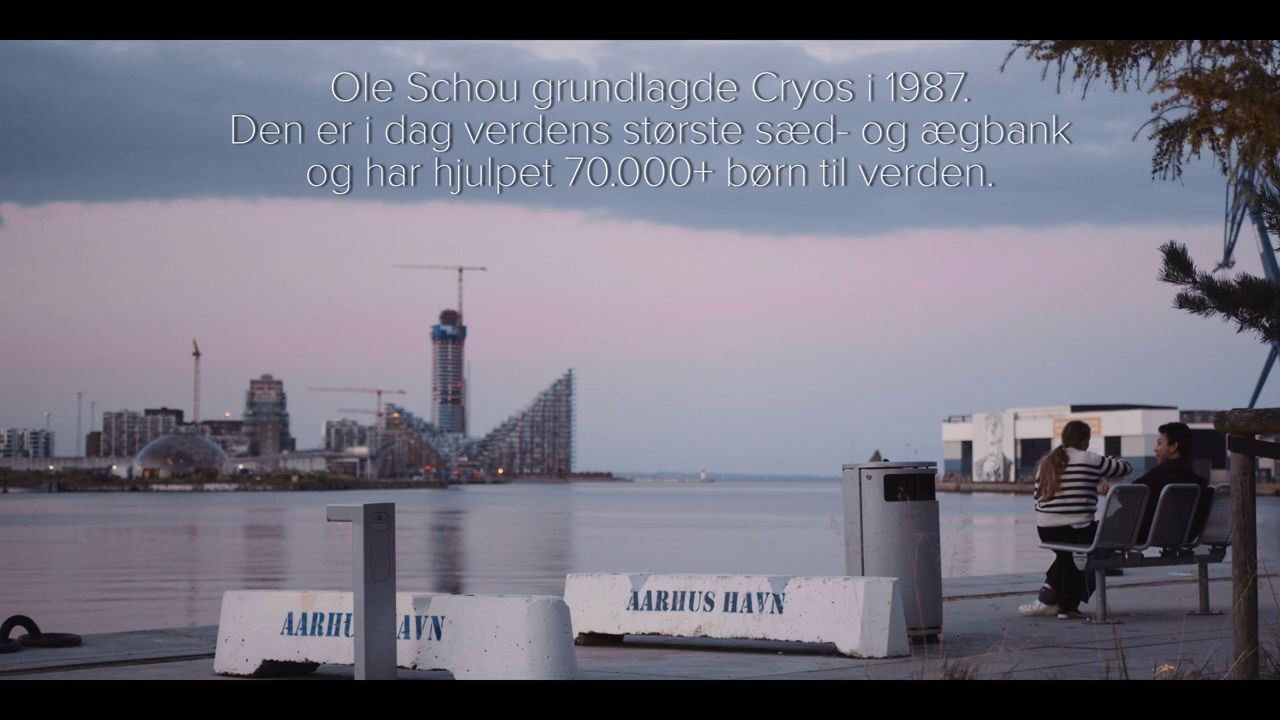 Ole Schou grundlagde Cryos i 1987.
Den er i dag verdens største sæd- og ægbank
og har hjulpet 70.000+ børn til verden.
AARHUS HAVN
AARHU AVN